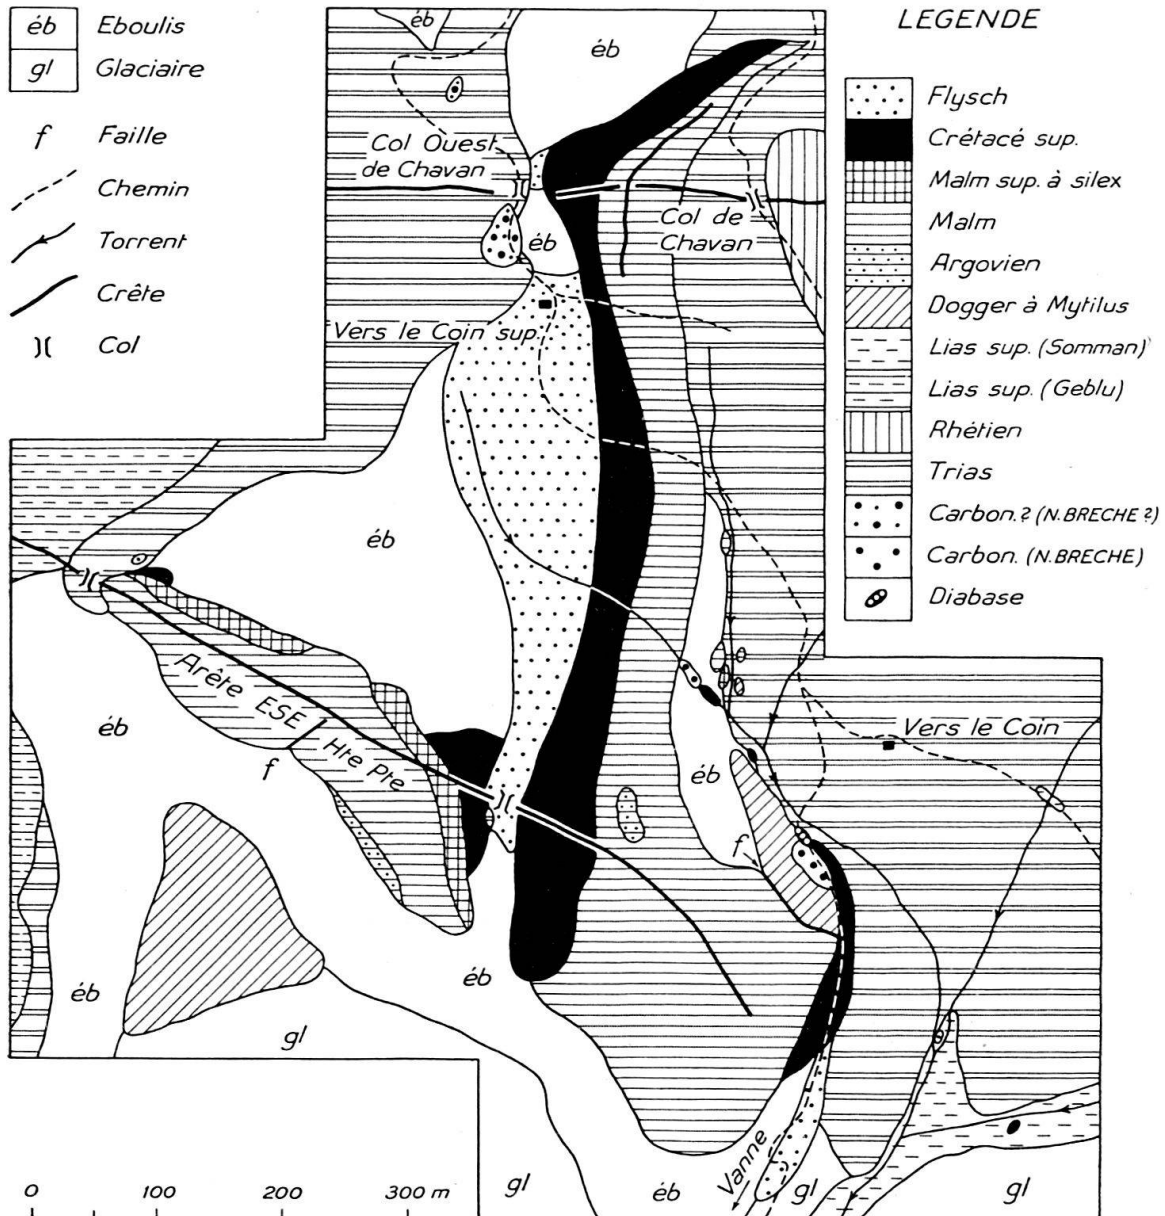 éb Eboulis
gl Glaciaire
f Faille
Chemin
Torrent
Crête
)( Col
LEGENDE
Flysch
Crétacé sup.
Malm sup. à silex
Malm
Argovien
Dogger à Mytilus
Lias sup. (Somman)
Lias sup. (Geblu)
Rhétien
Trias
Carbon.? (N. BRECHE ?)
Carbon. (N. BRECHE)
Diabase
éb
éb
Col Ouest
de Chavan
Col de
Chavan
éb
Vers le Coin sup.
éb
Arête ESE
Hte Pte
f
éb
éb
Vers le Coin
f
éb
gl
éb
gl
éb
Vanne
gl
gl
0 100 200 300 m